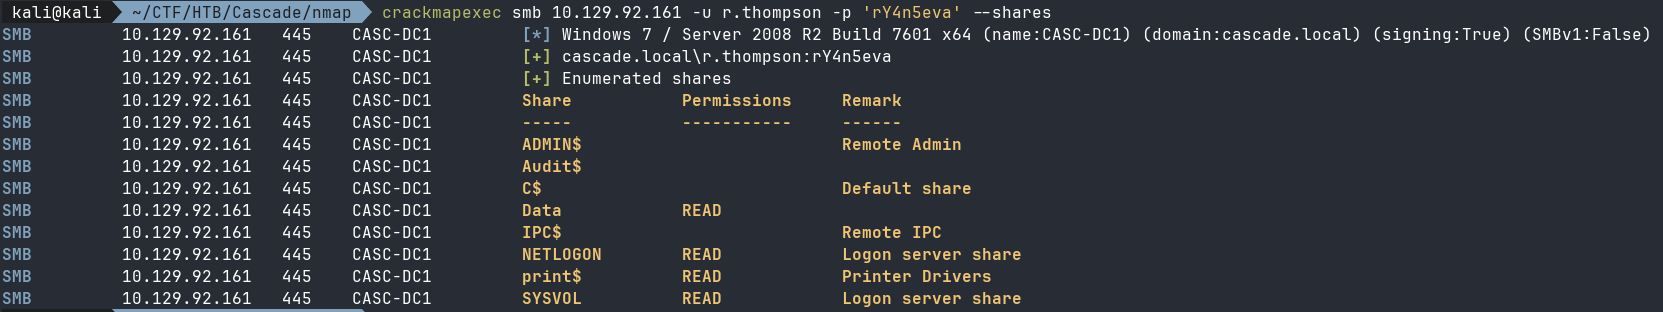 kali@kali ~/CTF/HTB/Cascade/nmap crackmapexec smb 10.129.92.161 -u r.thompson -p 'rY4n5eva' --shares
SMB 10.129.92.161 445 CASC-DC1 [*] Windows 7 / Server 2008 R2 Build 7601 x64 (name:CASC-DC1) (domain:cascade.local) (signing:True) (SMBv1:False)
SMB 10.129.92.161 445 CASC-DC1 [+] cascade.local\r.thompson:rY4n5eva
SMB 10.129.92.161 445 CASC-DC1 [+] Enumerated shares
SMB 10.129.92.161 445 CASC-DC1 Share Permissions Remark
SMB 10.129.92.161 445 CASC-DC1 ----- ----------- ------
SMB 10.129.92.161 445 CASC-DC1 ADMIN$ Remote Admin
SMB 10.129.92.161 445 CASC-DC1 Audit$
SMB 10.129.92.161 445 CASC-DC1 C$ Default share
SMB 10.129.92.161 445 CASC-DC1 Data READ
SMB 10.129.92.161 445 CASC-DC1 IPC$ Remote IPC
SMB 10.129.92.161 445 CASC-DC1 NETLOGON READ Logon server share
SMB 10.129.92.161 445 CASC-DC1 print$ READ Printer Drivers
SMB 10.129.92.161 445 CASC-DC1 SYSVOL READ Logon server share